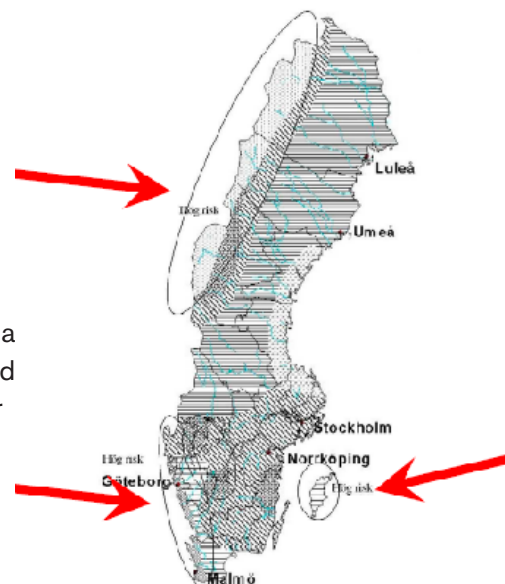 Luleå
Hög risk
Umeå
a
d
Stockholm
Hög risk
Norrköping
Göteborg
Hög risk
Malmö